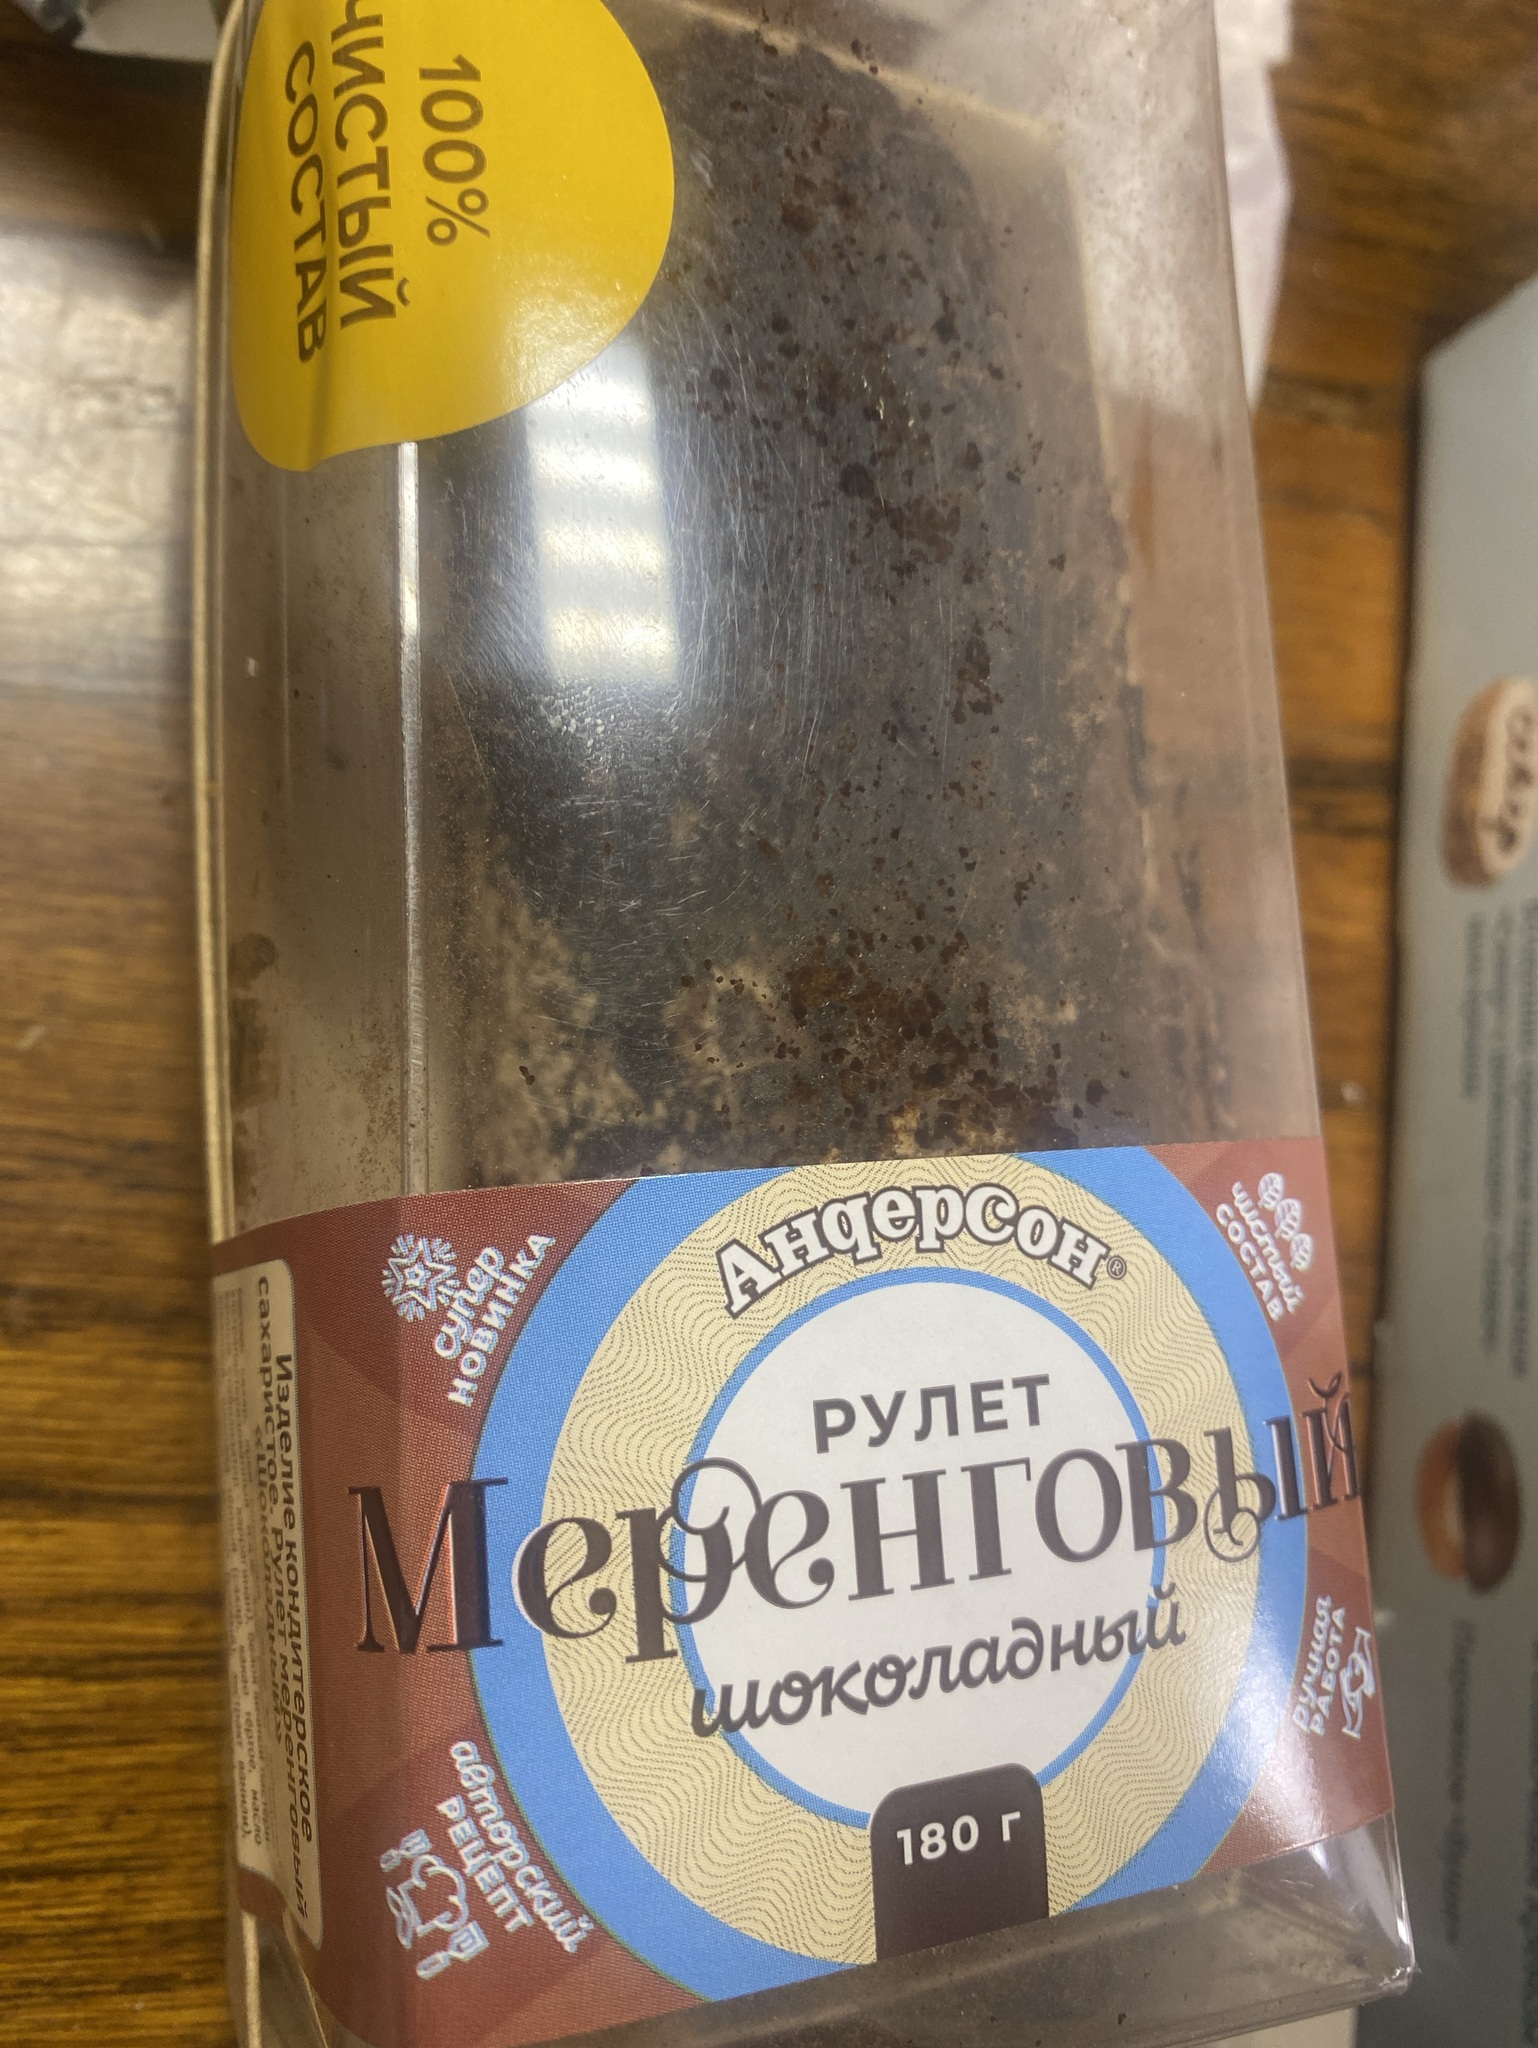 100%
ЧИСТЫЙ
СОСТАВ
Андерсон®
супер
НОВИНКА
чистый
СОСТАВ
РУЛЕТ
Меренговый
шоколадный
180 г
авторский
РЕЦЕПТ
ручная
РАБОТА
Изделие кондитерское
сахаристое рулет меренговый
«Шоколадный»